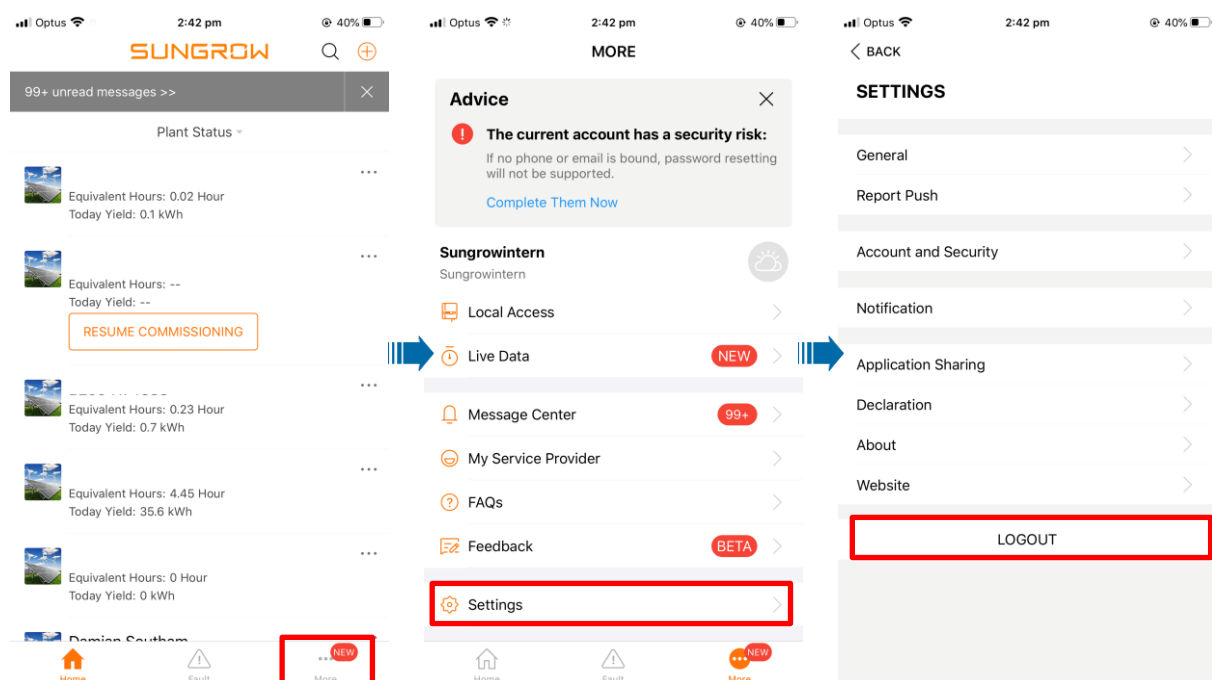 Optus 2:42 pm 40%
SUNGROW
99+ unread messages >>
Plant Status
Equivalent Hours: 0.02 Hour
Today Yield: 0.1 kWh
Equivalent Hours: --
Today Yield: --
RESUME COMMISSIONING
Equivalent Hours: 0.23 Hour
Today Yield: 0.7 kWh
Equivalent Hours: 4.45 Hour
Today Yield: 35.6 kWh
Equivalent Hours: 0 Hour
Today Yield: 0 kWh
Damian Southam
NEW
Home Fault More
Optus 2:42 pm 40%
MORE
Advice
The current account has a security risk:
If no phone or email is bound, password resetting
will not be supported.
Complete Them Now
Sungrowintern
Sungrowintern
Local Access
Live Data NEW
Message Center 99+
My Service Provider
FAQs
Feedback BETA
Settings
NEW
Home Fault More
Optus 2:42 pm 40%
BACK
SETTINGS
General
Report Push
Account and Security
Notification
Application Sharing
Declaration
About
Website
LOGOUT